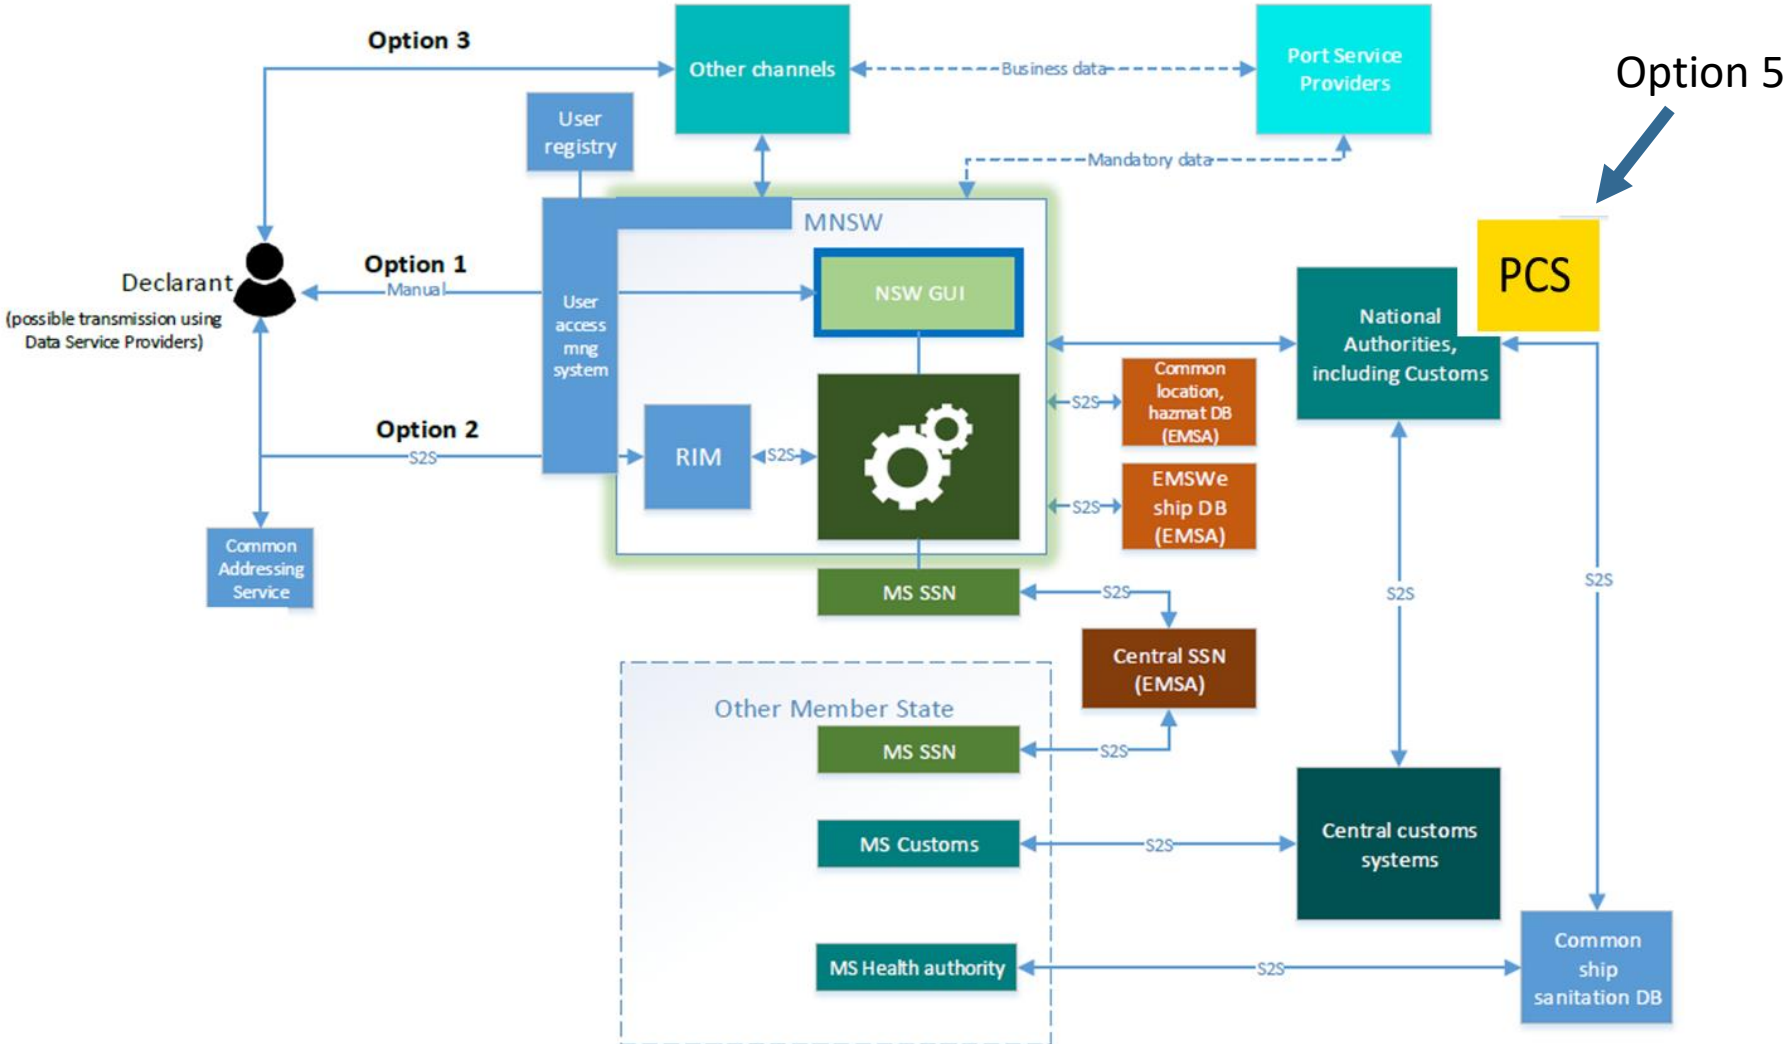 Option 3
Other channels
Business data
Port Service
Providers
Option 5
User
registry
Mandatory data
MNSW
PCS
Declarant
(possible transmission using
Data Service Providers)
Option 1
Manual
User
access
mng
system
NSW GUI
National
Authorities,
including Customs
Common
location,
hazmat DB
(EMSA)
S2S
Option 2
S2S
RIM
S2S
EMSWe
ship DB
(EMSA)
S2S
Common
Addressing
Service
MS SSN
S2S
S2S
S2S
Central SSN
(EMSA)
Other Member State
MS SSN
S2S
MS Customs
S2S
Central customs
systems
MS Health authority
S2S
Common
ship
sanitation DB